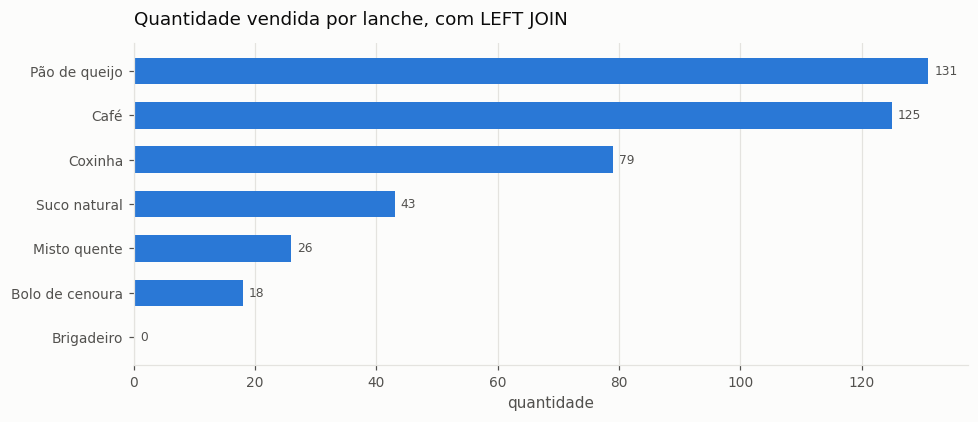 Quantidade vendida por lanche, com LEFT JOIN
Pão de queijo 131
Café 125
Coxinha 79
Suco natural 43
Misto quente 26
Bolo de cenoura 18
Brigadeiro 0
0 20 40 60 80 100 120
quantidade